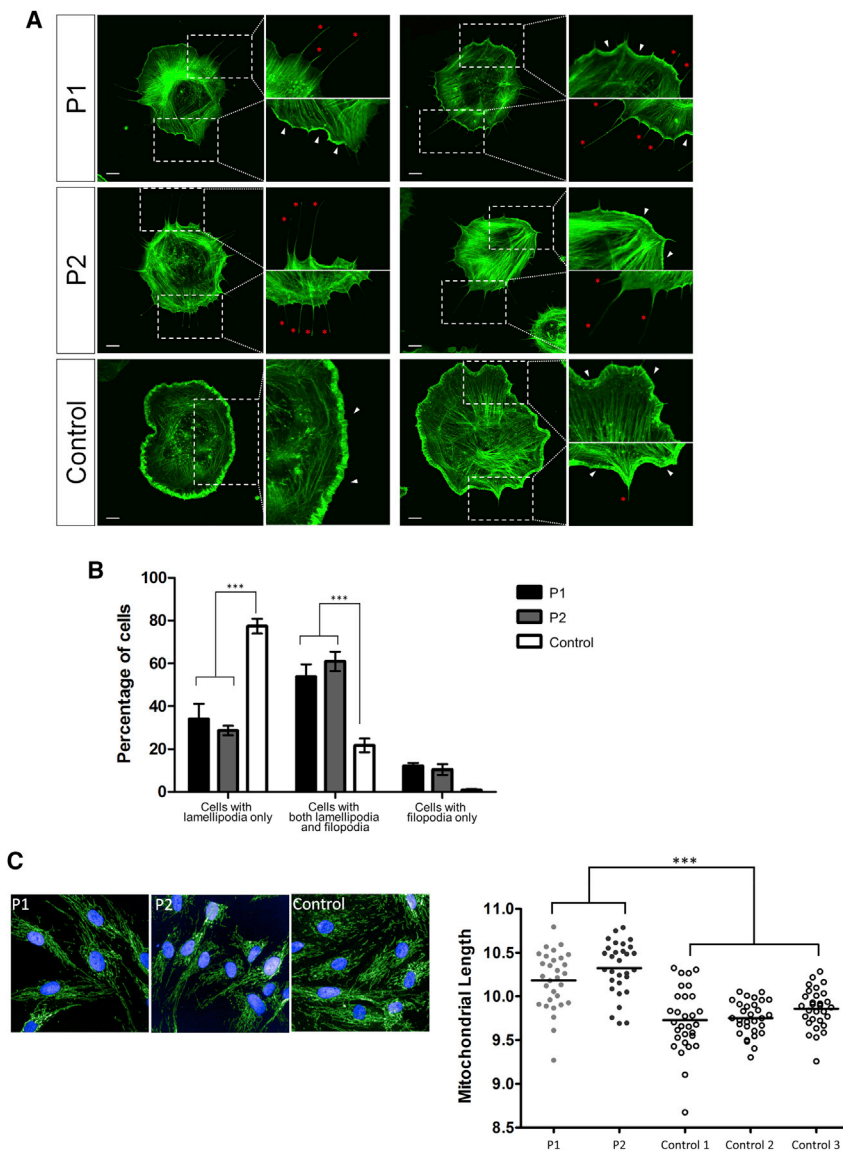 A
P1
P2
Control
B
Percentage of cells
100
80
60
40
20
0
***
***
P1
P2
Control
Cells with
lamellipodia only
Cells with
both lamellipodia
and filopodia
Cells with
filopodia only
C
P1
P2
Control
***
Mitochondrial Length
11.0
10.5
10.0
9.5
9.0
8.5
P1
P2
Control 1
Control 2
Control 3